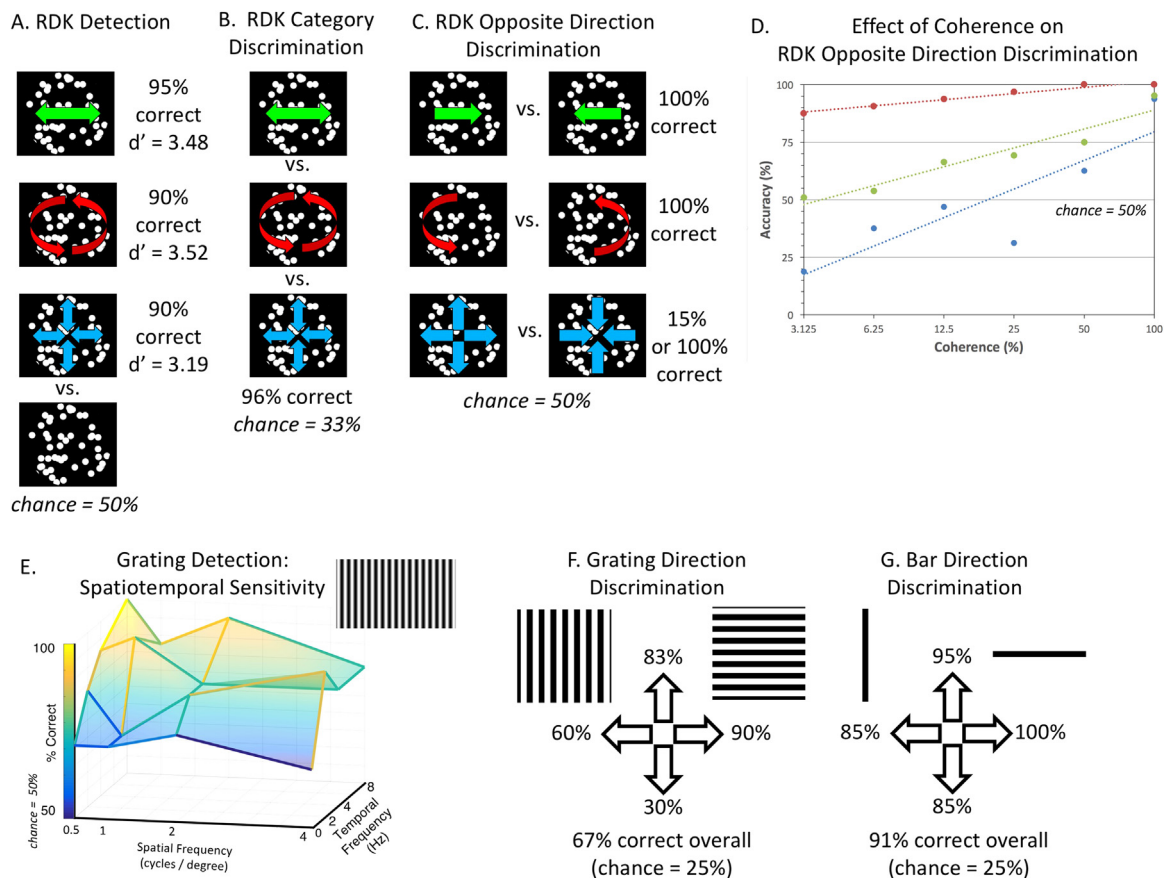 A. RDK Detection
95%
correct
d’ = 3.48
90%
correct
d’ = 3.52
90%
correct
d’ = 3.19
vs.
chance = 50%
B. RDK Category
Discrimination
vs.
vs.
96% correct
chance = 33%
C. RDK Opposite Direction
Discrimination
vs.
100%
correct
vs.
100%
correct
vs.
15%
or 100%
correct
chance = 50%
D.
Effect of Coherence on
RDK Opposite Direction Discrimination
100
75
50
25
0
Accuracy (%)
chance = 50%
3.125
6.25
12.5
25
50
100
Coherence (%)
E.
Grating Detection:
Spatiotemporal Sensitivity
100
% Correct
50
chance = 50%
0.5
1
2
4
Spatial Frequency
(cycles / degree)
0
2
4
8
Temporal
Frequency
(Hz)
F. Grating Direction
Discrimination
83%
60%
90%
30%
67% correct overall
(chance = 25%)
G. Bar Direction
Discrimination
95%
85%
100%
85%
91% correct overall
(chance = 25%)